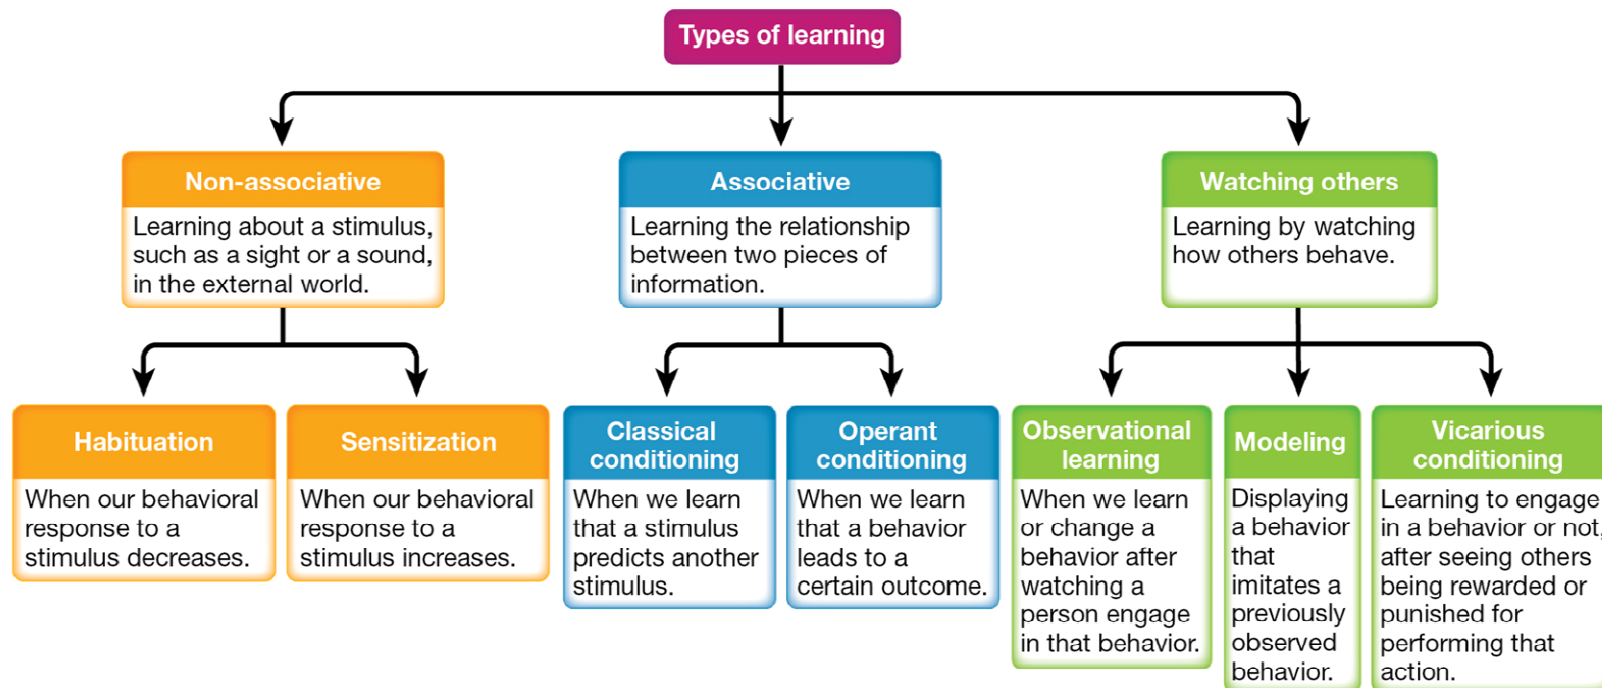 Types of learning
Non-associative
Learning about a stimulus,
such as a sight or a sound,
in the external world.
Associative
Learning the relationship
between two pieces of
information.
Watching others
Learning by watching
how others behave.
Habituation
When our behavioral
response to a
stimulus decreases.
Sensitization
When our behavioral
response to a
stimulus increases.
Classical
conditioning
When we learn
that a stimulus
predicts another
stimulus.
Operant
conditioning
When we learn
that a behavior
leads to a
certain outcome.
Observational
learning
When we learn
or change a
behavior after
watching a
person engage
in that behavior.
Modeling
Displaying
a behavior
that
imitates a
previously
observed
behavior.
Vicarious
conditioning
Learning to engage
in a behavior or not,
after seeing others
being rewarded or
punished for
performing that
action.